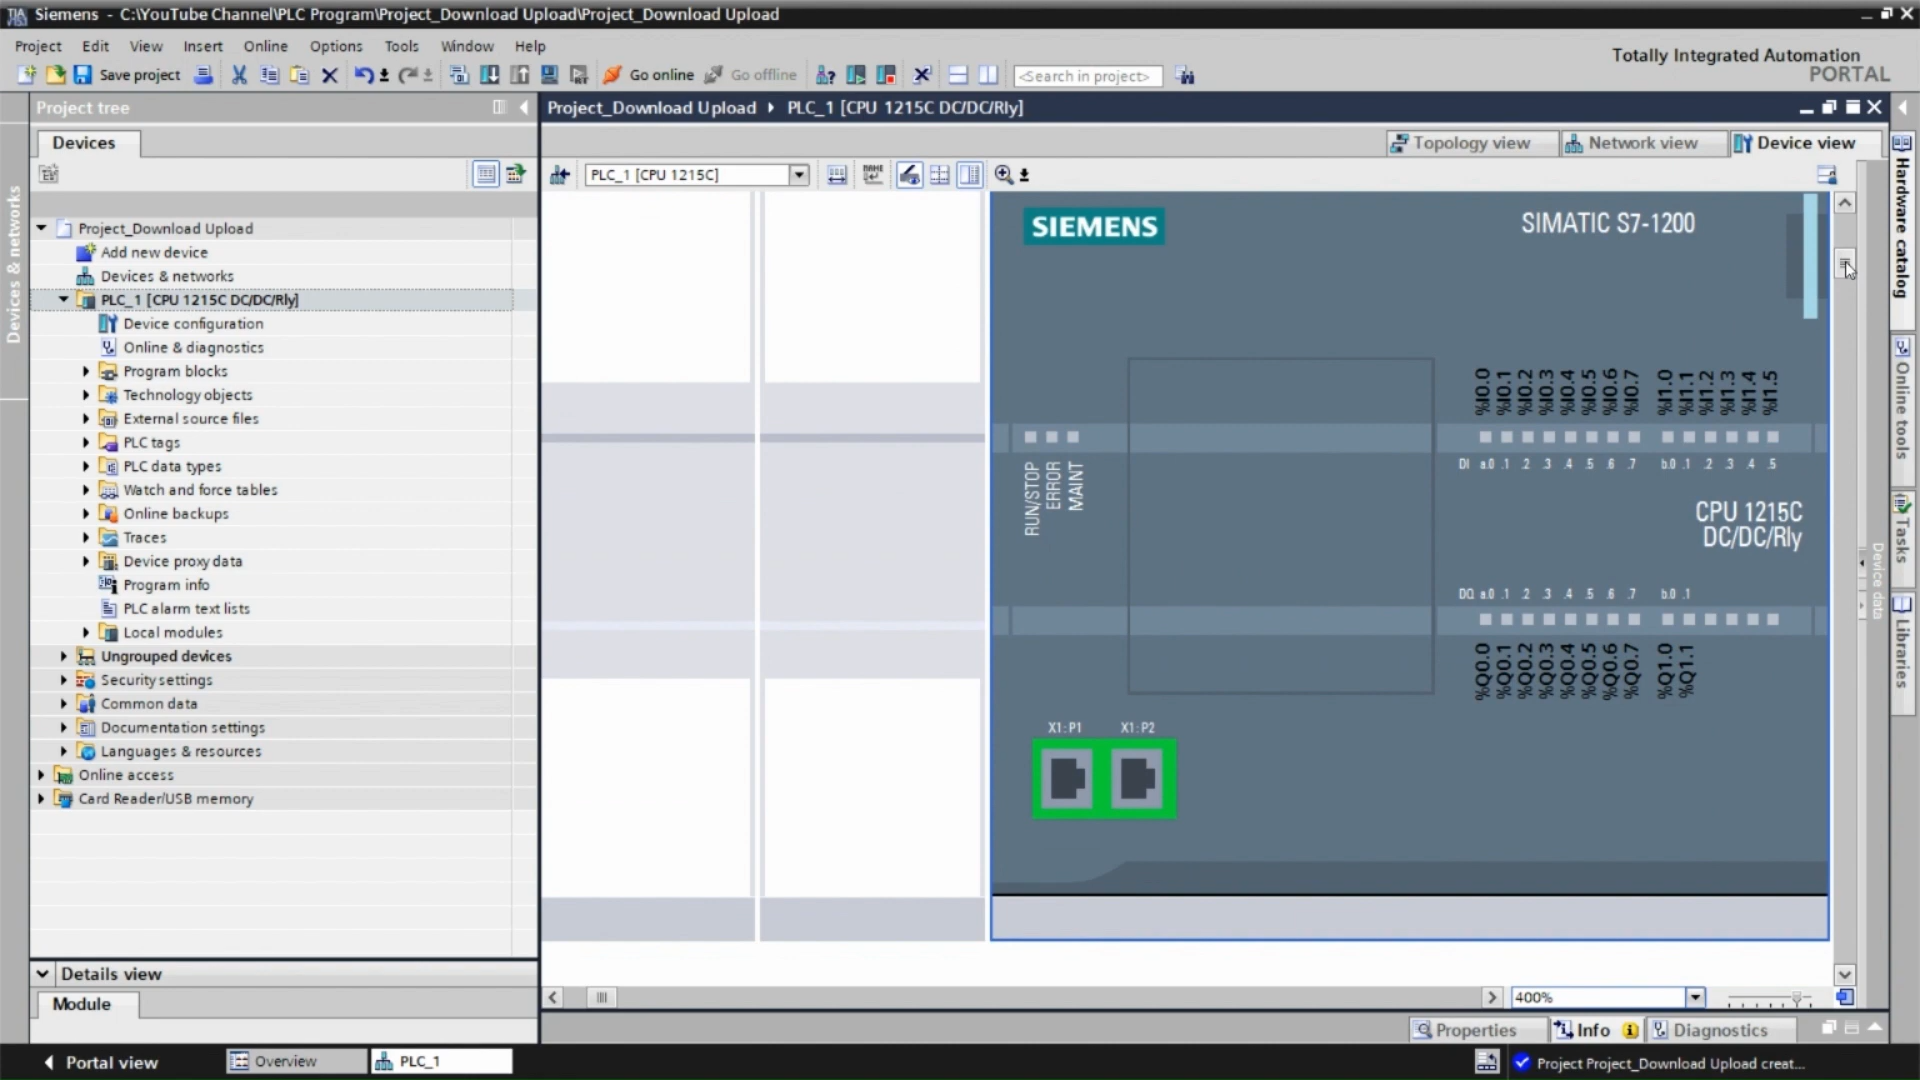 Siemens - C:\YouTube Channel\PLC Program\Project_Download Upload\Project_Download Upload
Project Edit View Insert Online Options Tools Window Help
Totally Integrated Automation
PORTAL
Save project Go online Go offline <Search in project>
Project tree
Project_Download Upload PLC_1 [CPU 1215C DC/DC/Rly]
Devices
Topology view Network view Device view
PLC_1 [CPU 1215C]
Devices & networks
Project_Download Upload
Add new device
Devices & networks
PLC_1 [CPU 1215C DC/DC/Rly]
Device configuration
Online & diagnostics
Program blocks
Technology objects
External source files
PLC tags
PLC data types
Watch and force tables
Online backups
Traces
Device proxy data
Program info
PLC alarm text lists
Local modules
Ungrouped devices
Security settings
Common data
Documentation settings
Languages & resources
Online access
Card Reader/USB memory
Details view
Module
SIEMENS
SIMATIC S7-1200
%I0.0 %I0.1 %I0.2 %I0.3 %I0.4 %I0.5 %I0.6 %I0.7 %I1.0 %I1.1 %I1.2 %I1.3 %I1.4 %I1.5
DI a.0 .1 .2 .3 .4 .5 .6 .7 b.0 .1 .2 .3 .4 .5
RUN/STOP
ERROR
MAINT
CPU 1215C
DC/DC/Rly
DQ a.0 .1 .2 .3 .4 .5 .6 .7 b.0 .1
%Q0.0 %Q0.1 %Q0.2 %Q0.3 %Q0.4 %Q0.5 %Q0.6 %Q0.7 %Q1.0 %Q1.1
X1:P1 X1:P2
400%
Device data
Hardware catalog
Online tools
Tasks
Libraries
Properties Info Diagnostics
Portal view Overview PLC_1 Project Project_Download Upload creat...